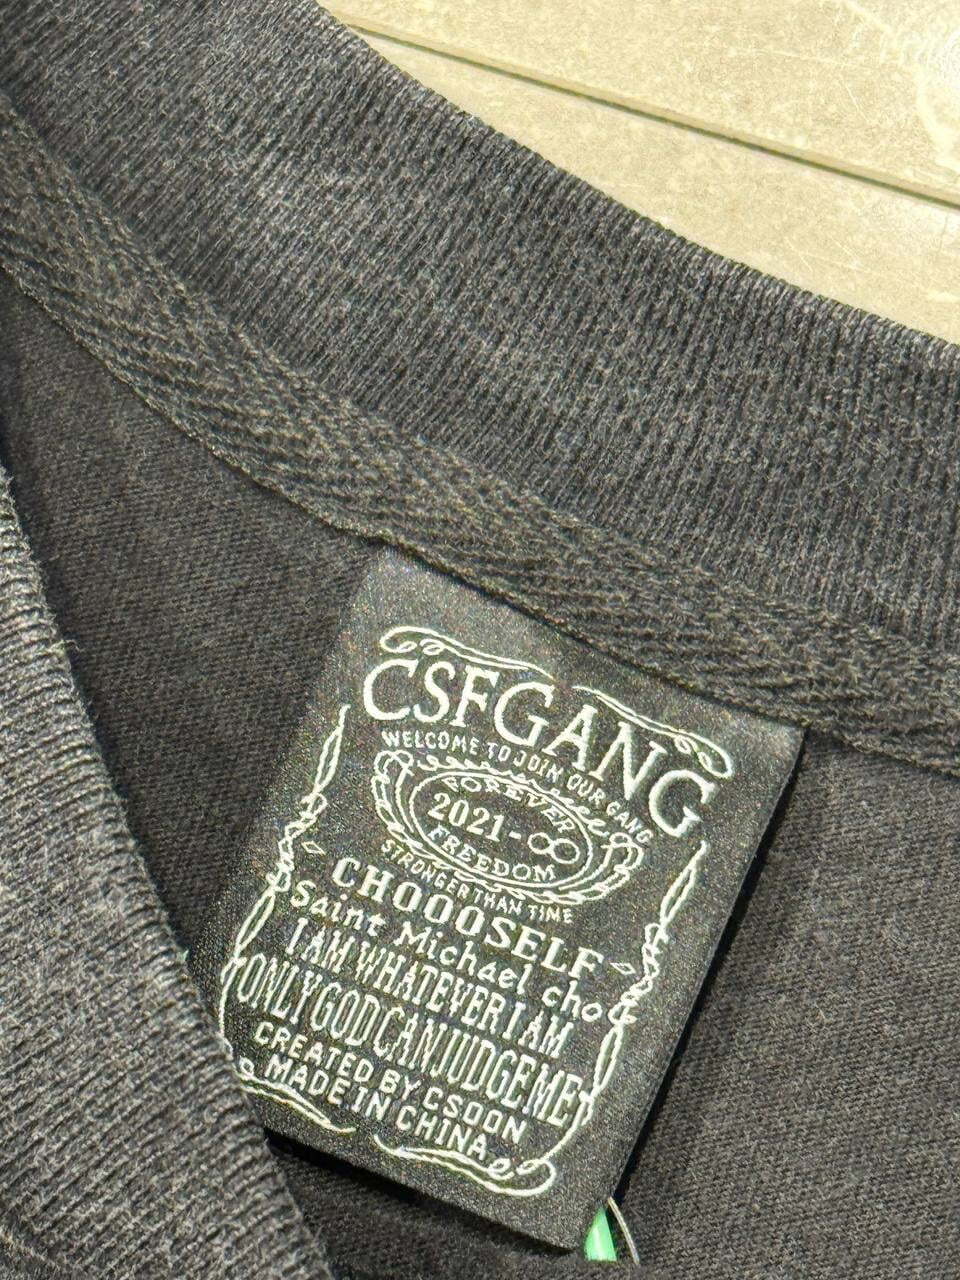 CSFGANG
WELCOME TO JOIN OUR GANG
FOREVER
2021-∞
FREEDOM
STRONGER THAN TIME
CHOOOSELF
Saint Michael cho
I AM WHATEVER I AM
ONLY GOD CAN JUDGE ME
CREATED BY CSOON
MADE IN CHINA